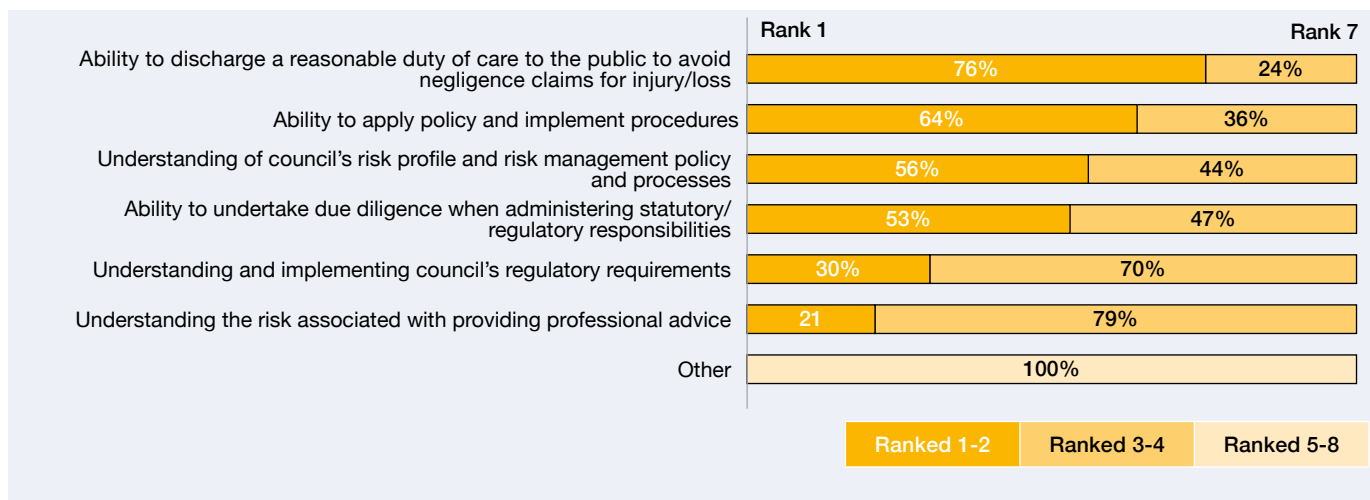 Rank 1 Rank 7
Ability to discharge a reasonable duty of care to the public to avoid
negligence claims for injury/loss
76% 24%
Ability to apply policy and implement procedures
64% 36%
Understanding of council's risk profile and risk management policy
and processes
56% 44%
Ability to undertake due diligence when administering statutory/
regulatory responsibilities
53% 47%
Understanding and implementing council's regulatory requirements
30% 70%
Understanding the risk associated with providing professional advice
21 79%
Other
100%
Ranked 1-2 Ranked 3-4 Ranked 5-8